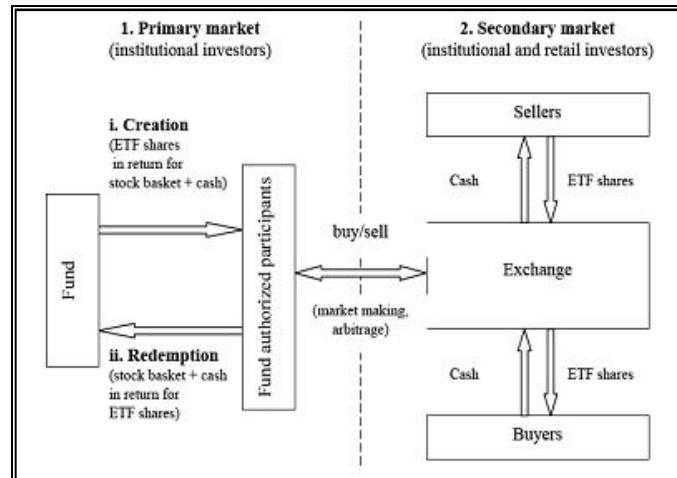 1. Primary market
(institutional investors)
2. Secondary market
(institutional and retail investors)
i. Creation
(ETF shares
in return for
stock basket + cash)
Fund
Fund authorized participants
ii. Redemption
(stock basket + cash
in return for
ETF shares)
buy/sell
(market making,
arbitrage)
Sellers
Cash
ETF shares
Exchange
Cash
ETF shares
Buyers